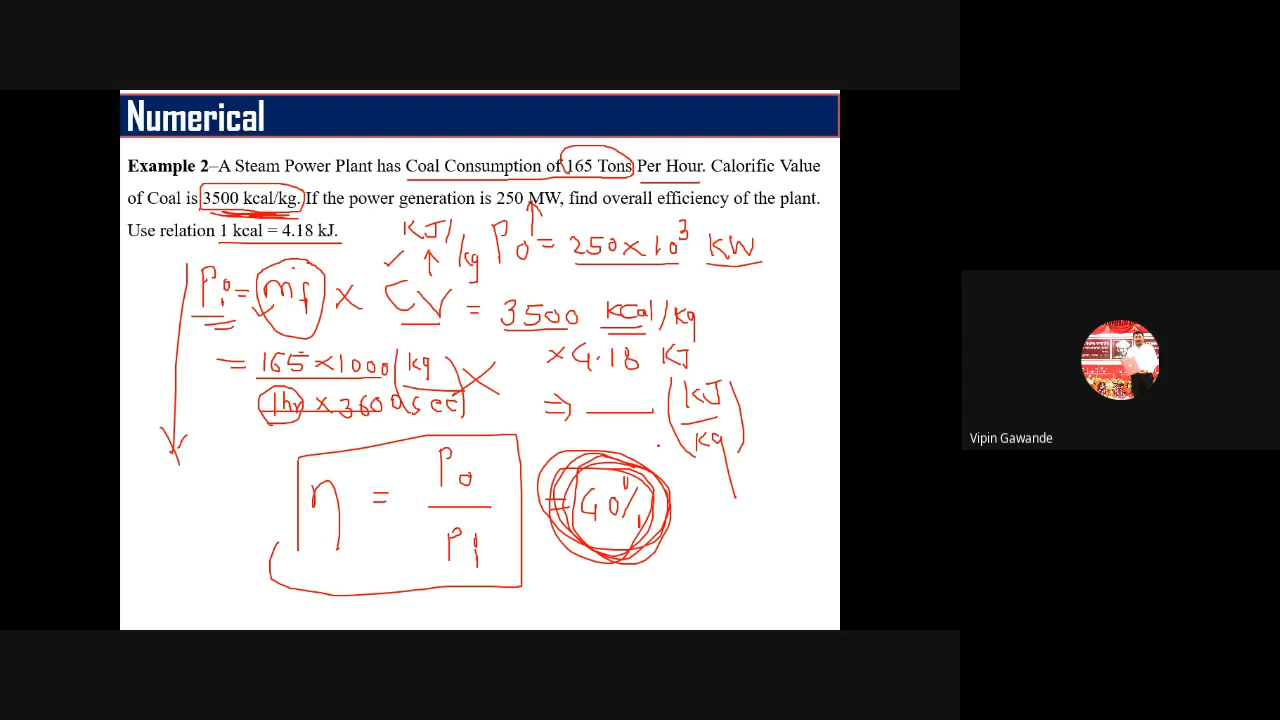 Numerical
Example 2–A Steam Power Plant has Coal Consumption of 165 Tons Per Hour. Calorific Value
of Coal is 3500 kcal/kg. If the power generation is 250 MW, find overall efficiency of the plant.
Use relation 1 kcal = 4.18 kJ.
KJ/kg
Po = 250 × 10³ KW
Pi = mf × CV = 3500 KCal/kg
= 165 × 1000 (kg ×
× 4.18 KJ
1hr × 3600 sec)
⇒ ____ (KJ/kg)
η = Po/Pi = 40%
Vipin Gawande